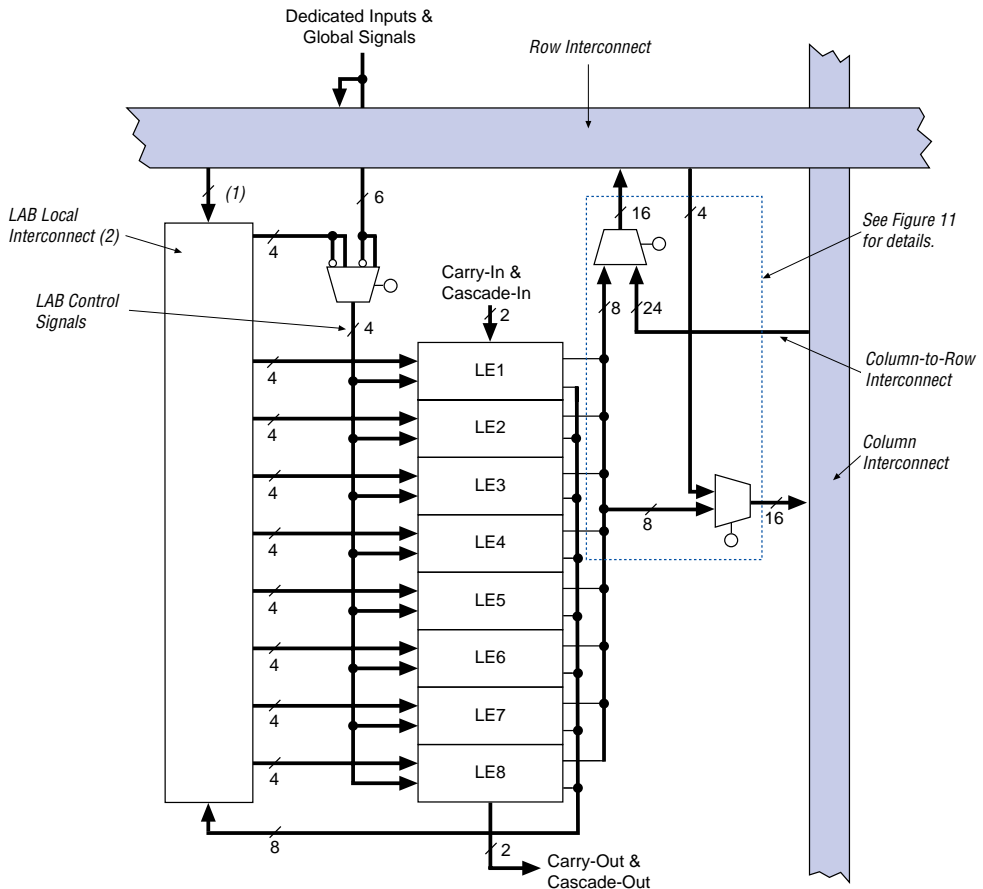 Dedicated Inputs &
Global Signals
Row Interconnect
(1)
6
16
4
LAB Local
Interconnect (2)
4
See Figure 11
for details.
Carry-In &
Cascade-In
LAB Control
Signals
4
2
8
24
Column-to-Row
Interconnect
4
LE1
4
LE2
Column
Interconnect
4
LE3
8
16
4
LE4
4
LE5
4
LE6
4
LE7
4
LE8
8
2
Carry-Out &
Cascade-Out